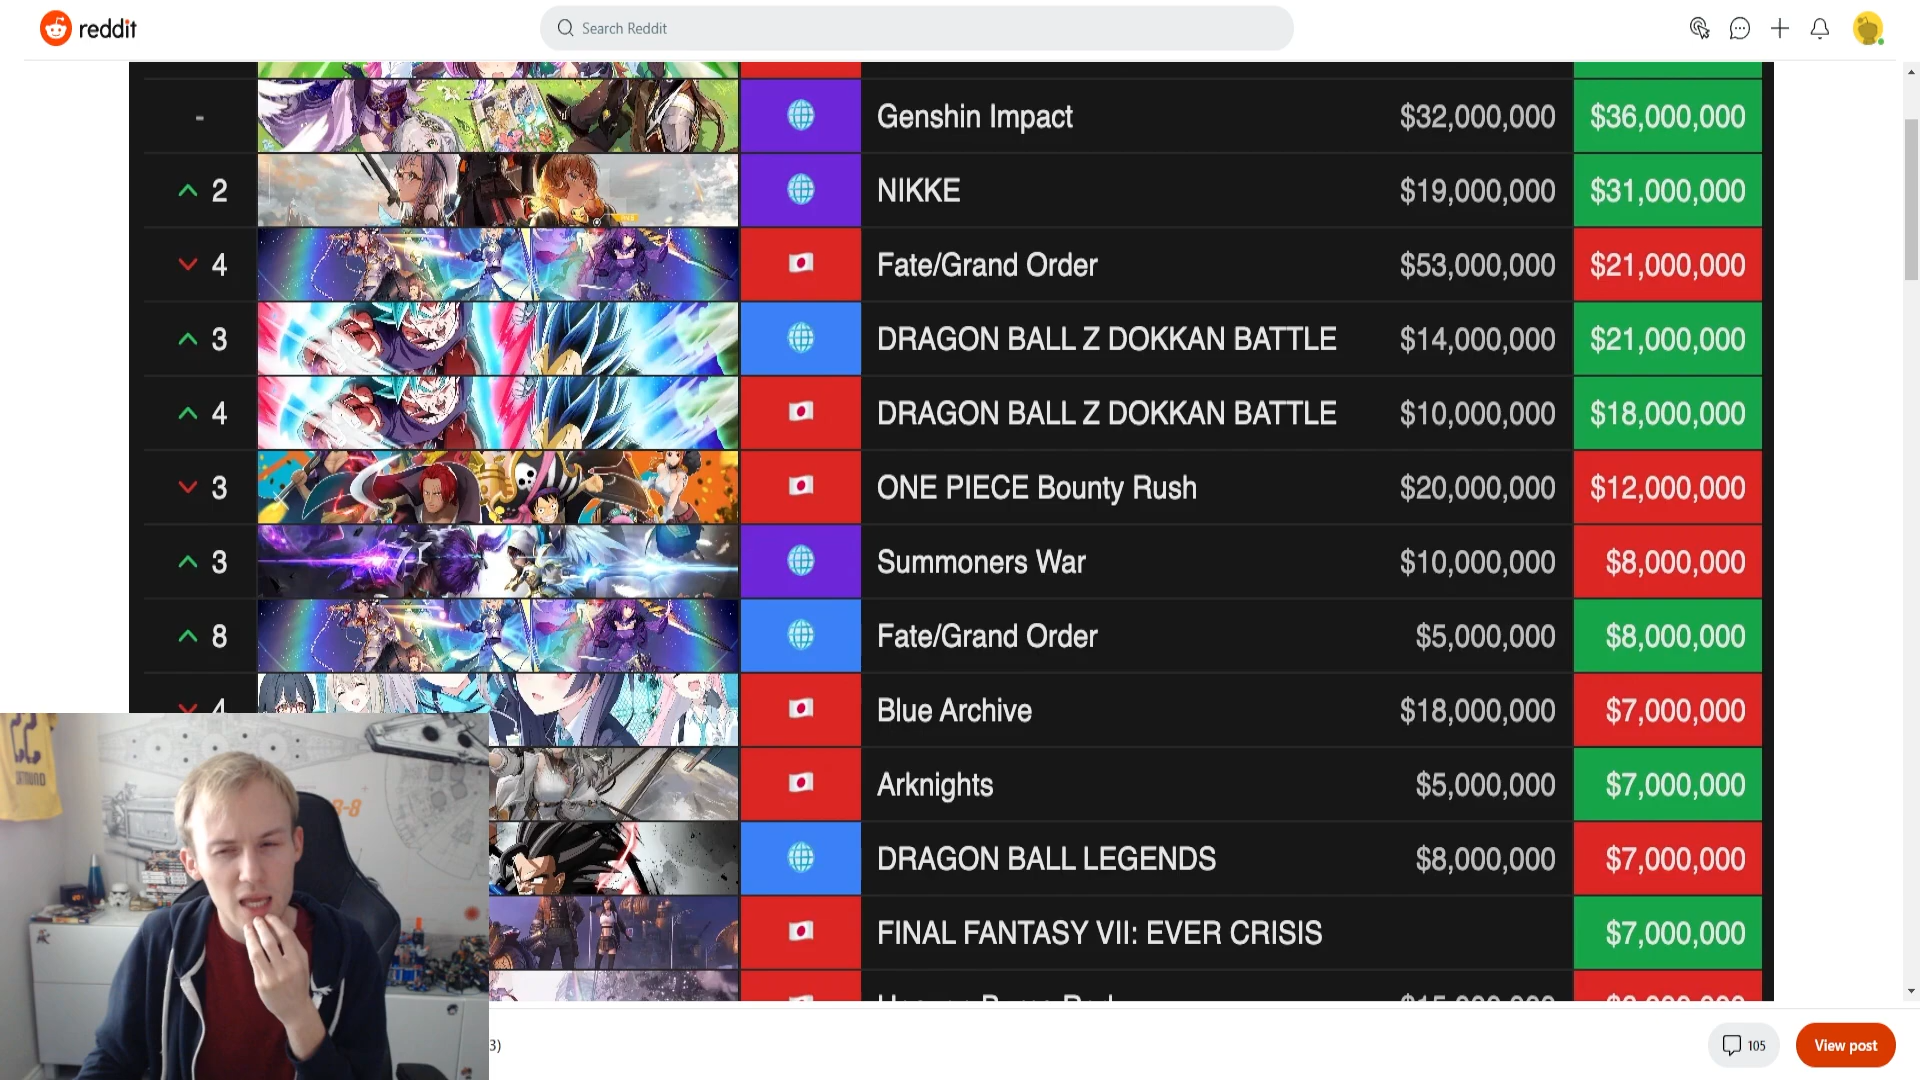 reddit
Search Reddit
- Genshin Impact $32,000,000 $36,000,000
2 NIKKE $19,000,000 $31,000,000
4 Fate/Grand Order $53,000,000 $21,000,000
3 DRAGON BALL Z DOKKAN BATTLE $14,000,000 $21,000,000
4 DRAGON BALL Z DOKKAN BATTLE $10,000,000 $18,000,000
3 ONE PIECE Bounty Rush $20,000,000 $12,000,000
3 Summoners War $10,000,000 $8,000,000
8 Fate/Grand Order $5,000,000 $8,000,000
4 Blue Archive $18,000,000 $7,000,000
Arknights $5,000,000 $7,000,000
DRAGON BALL LEGENDS $8,000,000 $7,000,000
FINAL FANTASY VII: EVER CRISIS $7,000,000
22
3)
105
View post